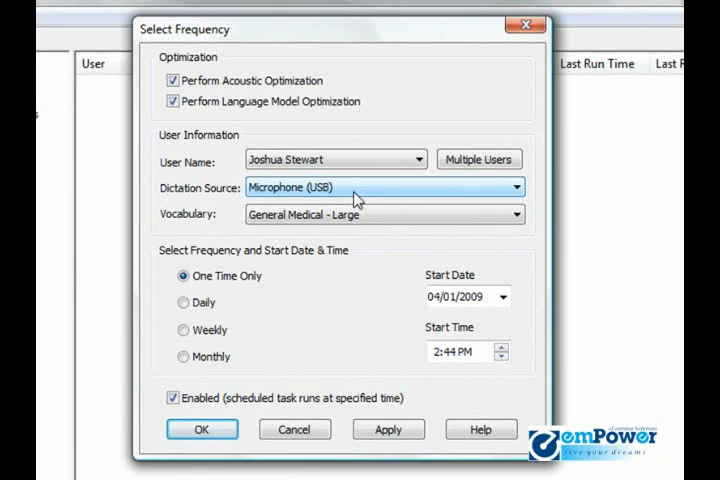 Select Frequency
User
Last Run Time
Last R
Optimization
Perform Acoustic Optimization
Perform Language Model Optimization
User Information
User Name: Joshua Stewart Multiple Users
Dictation Source: Microphone (USB)
Vocabulary: General Medical - Large
Select Frequency and Start Date & Time
One Time Only
Start Date
04/01/2009
Daily
Start Time
Weekly
2:44 PM
Monthly
Enabled (scheduled task runs at specified time)
OK Cancel Apply Help
eLearning Solutions
emPower
live your dreams